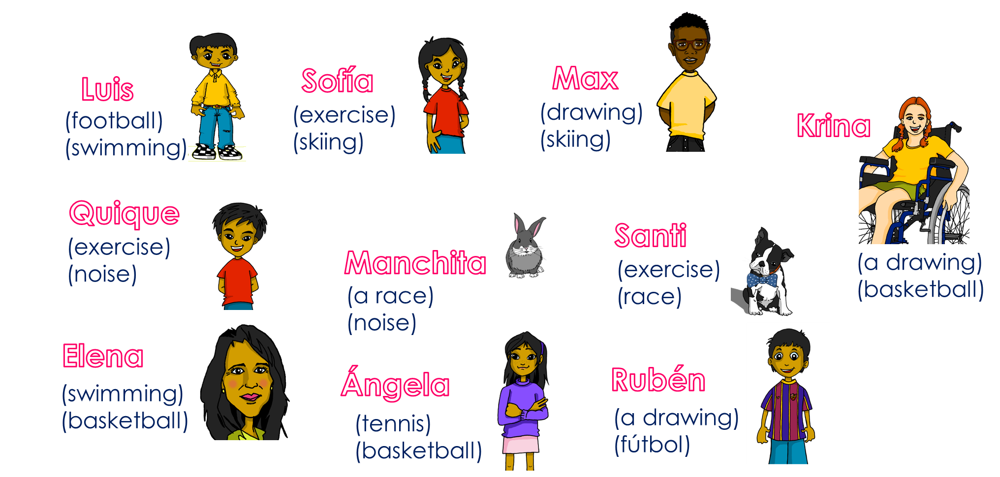 Luis
(football)
(swimming)
Sofía
(exercise)
(skiing)
Max
(drawing)
(skiing)
Krina
(a drawing)
(basketball)
Quique
(exercise)
(noise)
Manchita
(a race)
(noise)
Santi
(exercise)
(race)
Elena
(swimming)
(basketball)
Ángela
(tennis)
(basketball)
Rubén
(a drawing)
(fútbol)